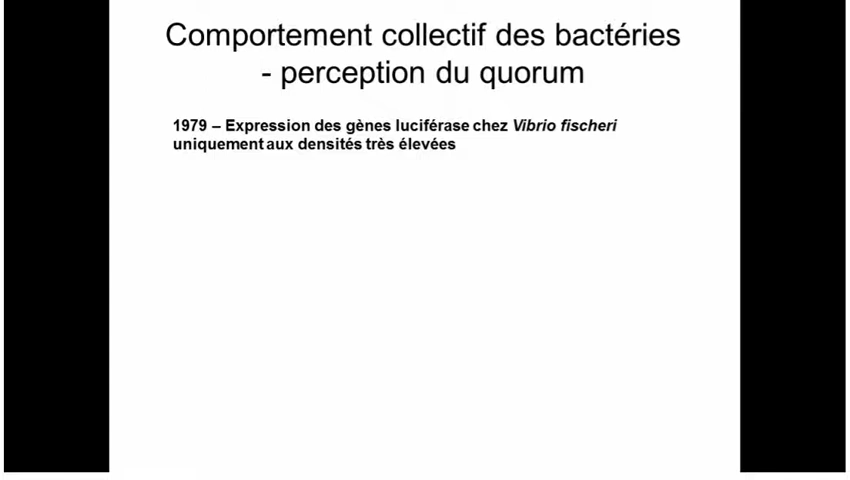 Comportement collectif des bactéries
- perception du quorum
1979 – Expression des gènes luciférase chez Vibrio fischeri
uniquement aux densités très élevées